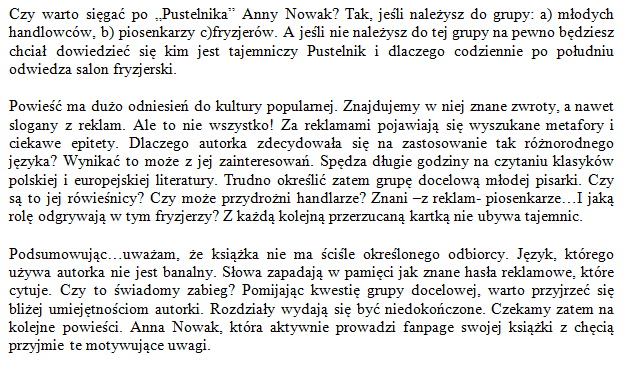 Czy warto sięgać po „Pustelnika” Anny Nowak? Tak, jeśli należysz do grupy: a) młodych
handlowców, b) piosenkarzy c)fryzjerów. A jeśli nie należysz do tej grupy na pewno będziesz
chciał dowiedzieć się kim jest tajemniczy Pustelnik i dlaczego codziennie po południu
odwiedza salon fryzjerski.
Powieść ma dużo odniesień do kultury popularnej. Znajdujemy w niej znane zwroty, a nawet
slogany z reklam. Ale to nie wszystko! Za reklamami pojawiają się wyszukane metafory i
ciekawe epitety. Dlaczego autorka zdecydowała się na zastosowanie tak różnorodnego
języka? Wynikać to może z jej zainteresowań. Spędza długie godziny na czytaniu klasyków
polskiej i europejskiej literatury. Trudno określić zatem grupę docelową młodej pisarki. Czy
są to jej rówieśnicy? Czy może przydrożni handlarze? Znani –z reklam- piosenkarze…I jaką
rolę odgrywają w tym fryzjerzy? Z każdą kolejną przerzucaną kartką nie ubywa tajemnic.
Podsumowując…uważam, że książka nie ma ściśle określonego odbiorcy. Język, którego
używa autorka nie jest banalny. Słowa zapadają w pamięci jak znane hasła reklamowe, które
cytuje. Czy to świadomy zabieg? Pomijając kwestię grupy docelowej, warto przyjrzeć się
bliżej umiejętnościom autorki. Rozdziały wydają się być niedokończone. Czekamy zatem na
kolejne powieści. Anna Nowak, która aktywnie prowadzi fanpage swojej książki z chęcią
przyjmie te motywujące uwagi.